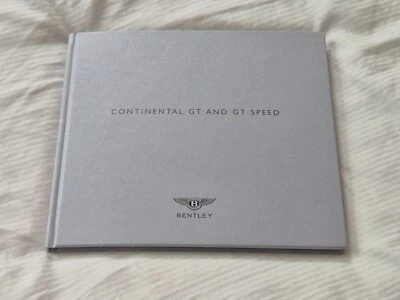 CONTINENTAL GT AND GT SPEED
B
BENTLEY